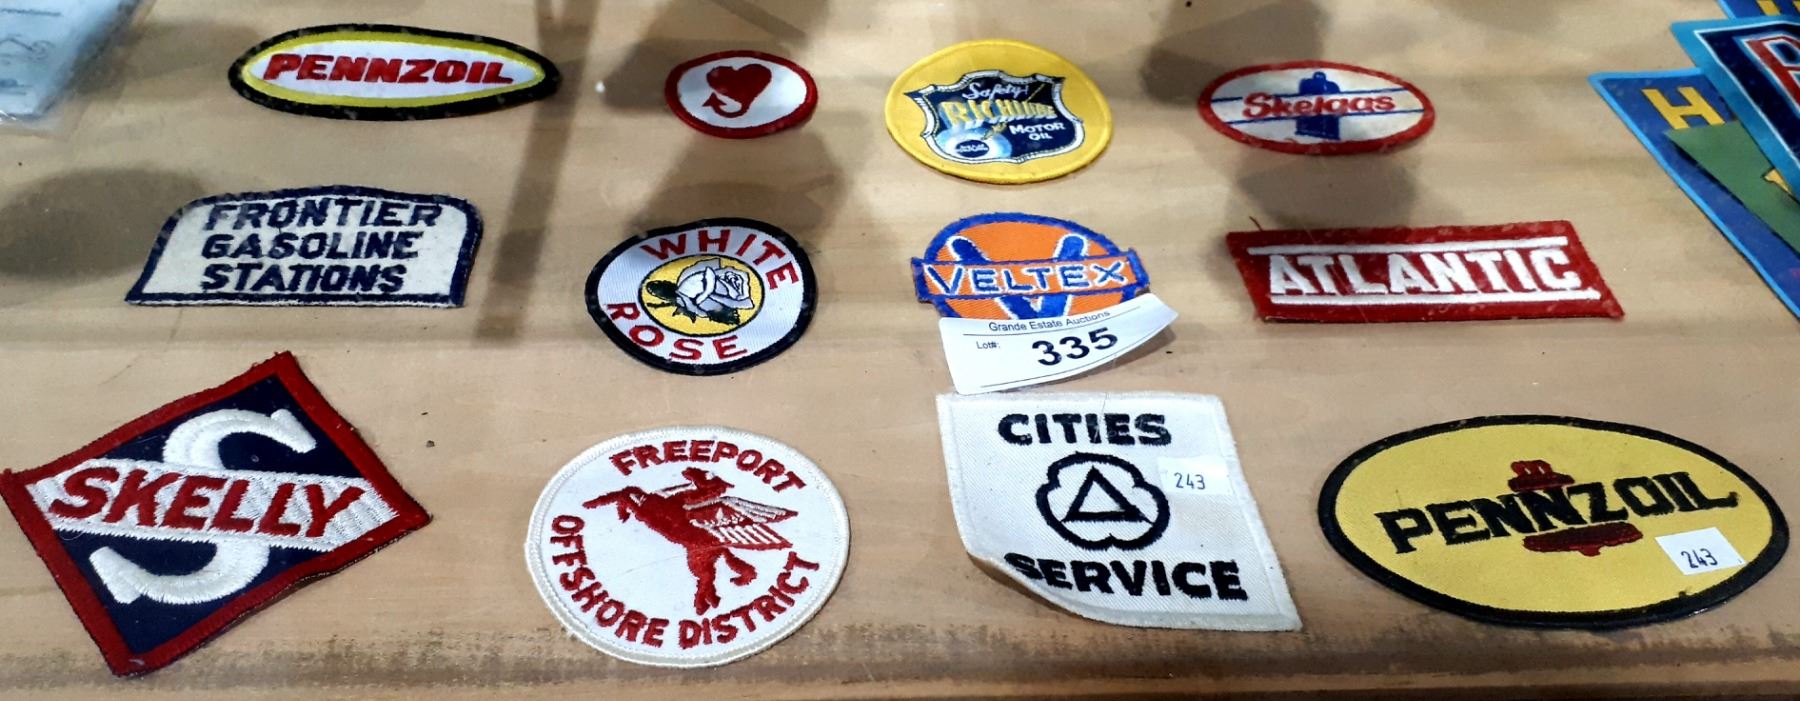 PENNZOIL
Safety!
RICHLUBE
MOTOR
OIL
Skelgas
H
FRONTIER
GASOLINE
STATIONS
WHITE
ROSE
VELTEX
ATLANTIC
Grande Estate Auctions
Lot#:
335
S
SKELLY
FREEPORT
OFFSHORE DISTRICT
CITIES
243
SERVICE
PENNZOIL
243